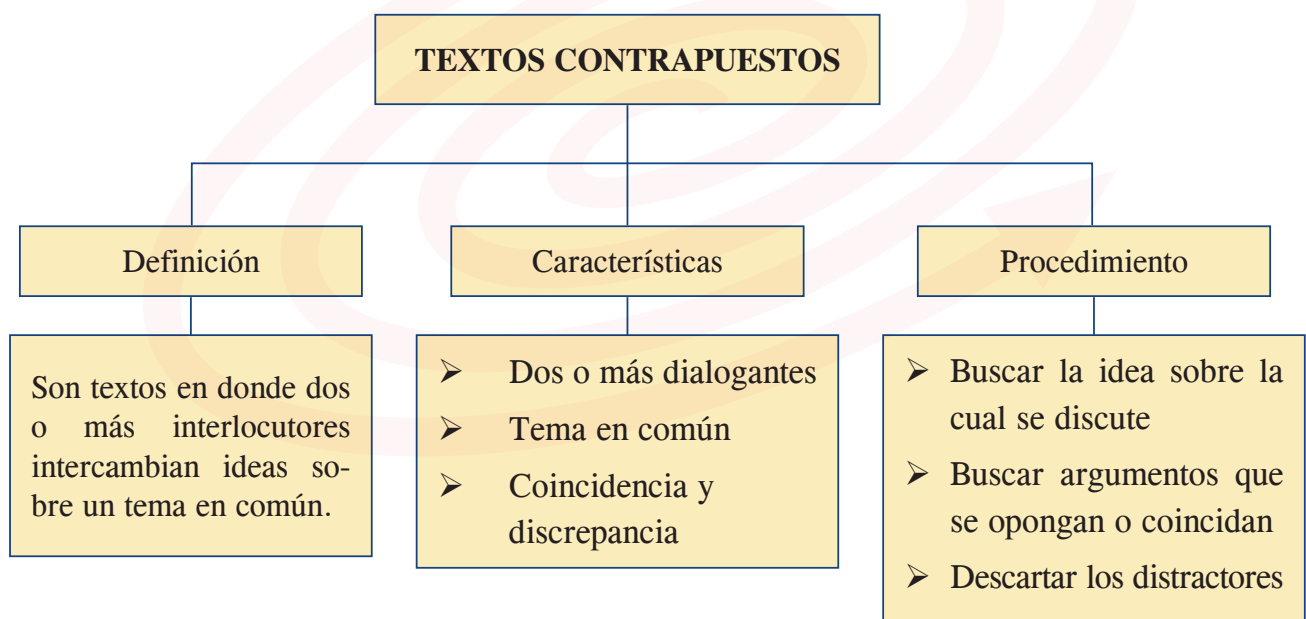 TEXTOS CONTRAPUESTOS
Definición
Son textos en donde dos
o más interlocutores
intercambian ideas so-
bre un tema en común.
Características
➢ Dos o más dialogantes
➢ Tema en común
➢ Coincidencia y
discrepancia
Procedimiento
➢ Buscar la idea sobre la
cual se discute
➢ Buscar argumentos que
se opongan o coincidan
➢ Descartar los distractores